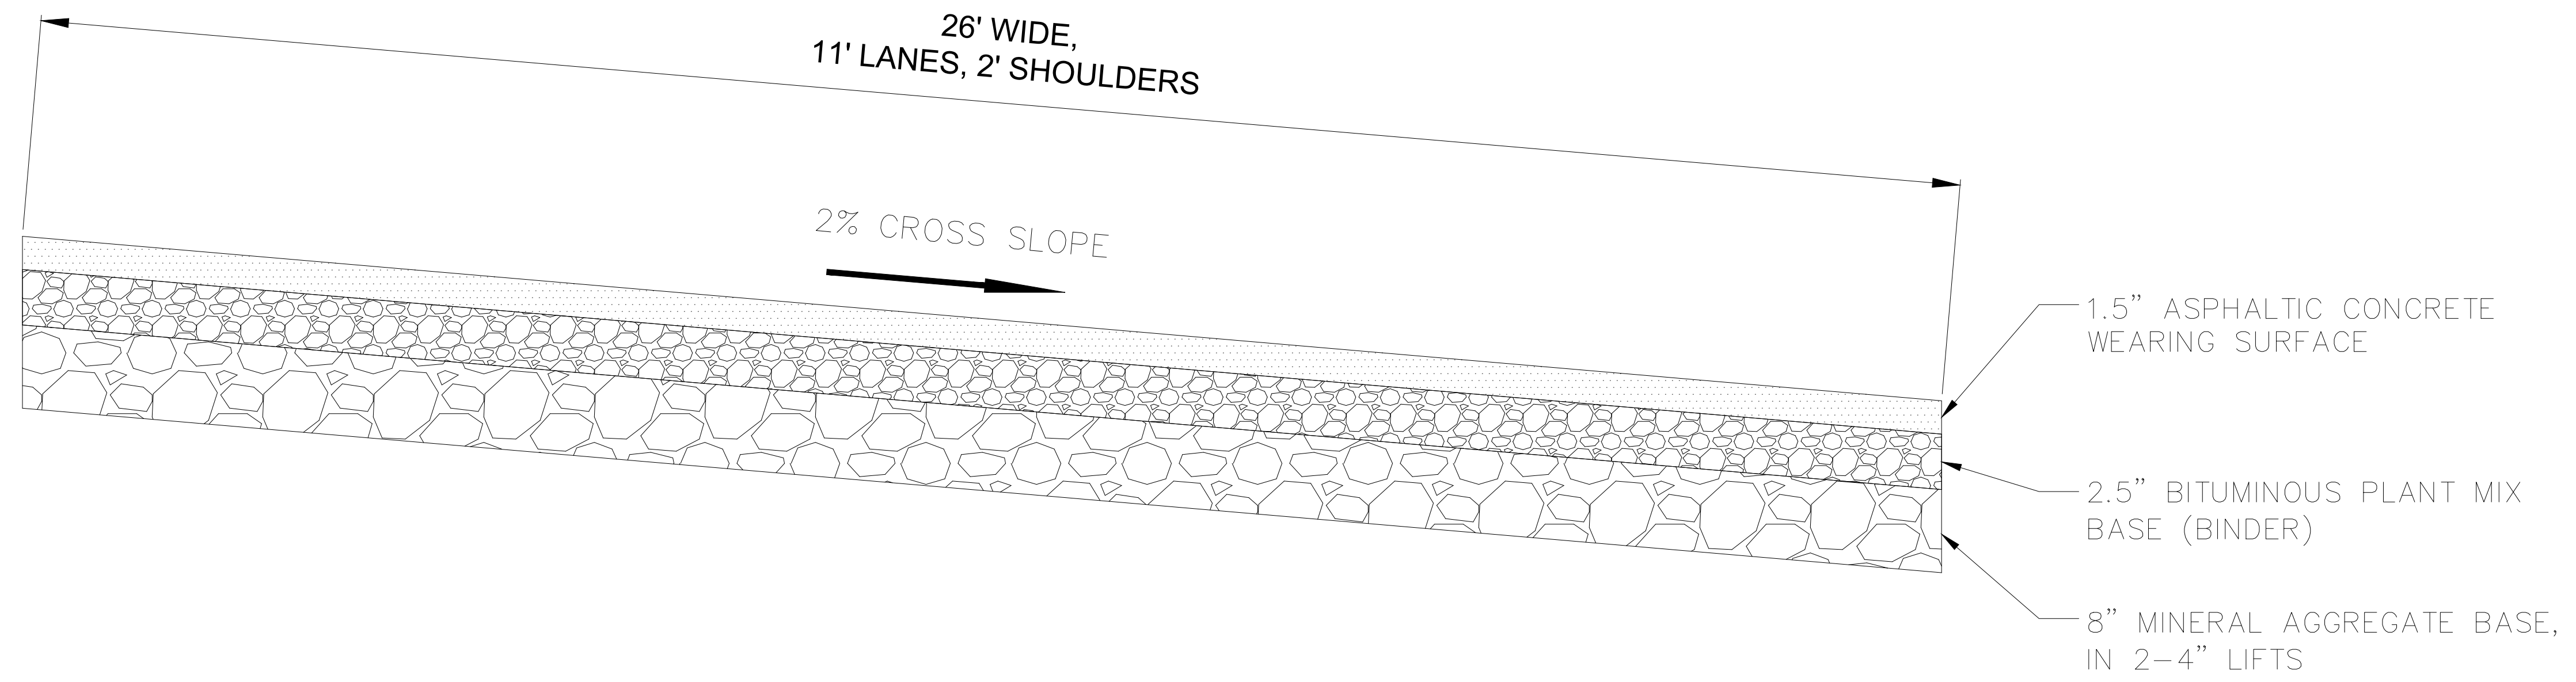 26' WIDE,
11' LANES, 2' SHOULDERS
2% CROSS SLOPE
1.5” ASPHALTIC CONCRETE
WEARING SURFACE
2.5” BITUMINOUS PLANT MIX
BASE (BINDER)
8” MINERAL AGGREGATE BASE,
IN 2-4” LIFTS